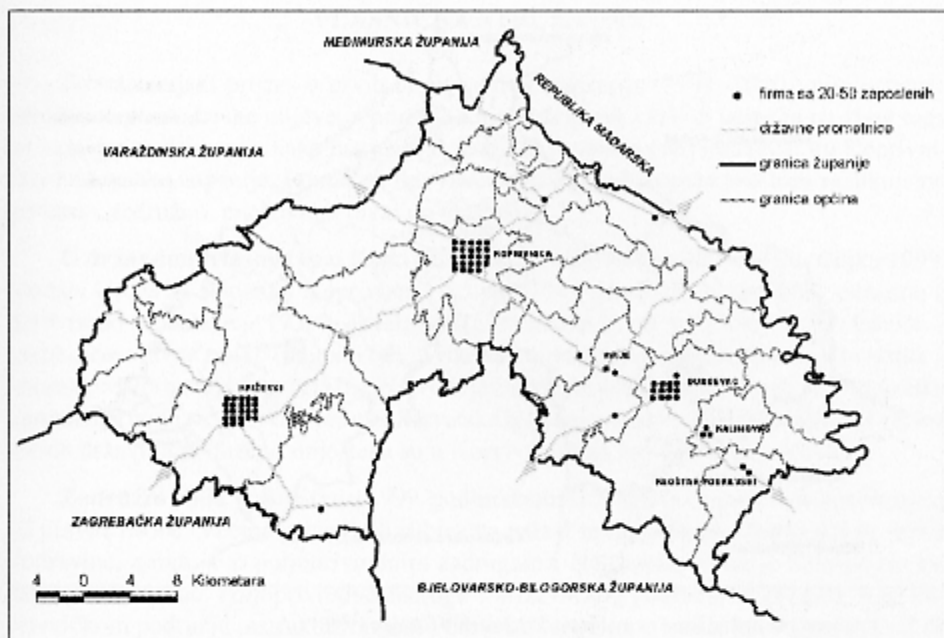 MEĐIMURSKA ŽUPANIJA
REPUBLIKA MAĐARSKA
firma sa 20-50 zaposlenih
VARAŽDINSKA ŽUPANIJA
državne prometnice
granica županije
granica općina
KOPRIVNICA
KRIŽEVCI
ĐURĐEVAC
KALINOVAC
ZAGREBAČKA ŽUPANIJA
4 0 4 8 Kilometara
BJELOVARSKO-BILOGORSKA ŽUPANIJA